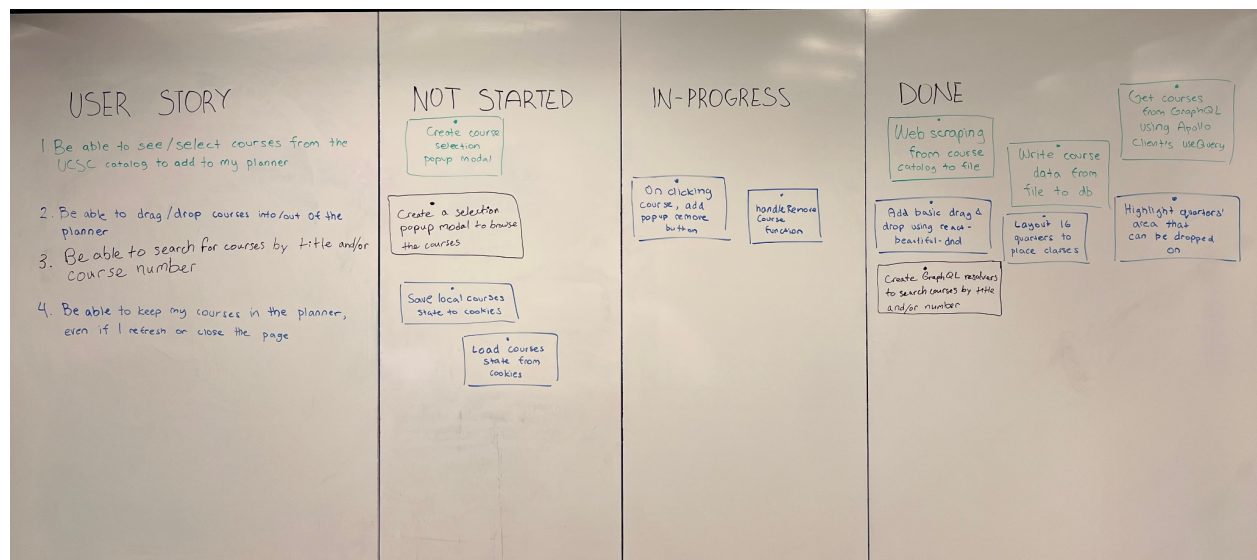 USER STORY
1 Be able to see/select courses from the
UCSC catalog to add to my planner
2. Be able to drag/drop courses into/out of the
planner
3. Be able to search for courses by title and/or
course number
4. Be able to keep my courses in the planner,
even if I refresh or close the page
NOT STARTED
Create course
selection
popup modal
Create a selection
popup modal to browse
the courses
Save local courses
state to cookies
Load courses
state from
cookies
IN-PROGRESS
On clicking
course, add
popup remove
button
handleRemove
Course
function
DONE
Web scraping
from course
catalog to file
Write course
data from
file to db
Get courses
from GraphQL
using Apollo
Client's useQuery
Add basic drag &
drop using react-
beautiful-dnd
Layout 16
quarters to
place classes
Highlight quarters'
area that
can be dropped
on
Create GraphQL resolvers
to search courses by title
and/or number